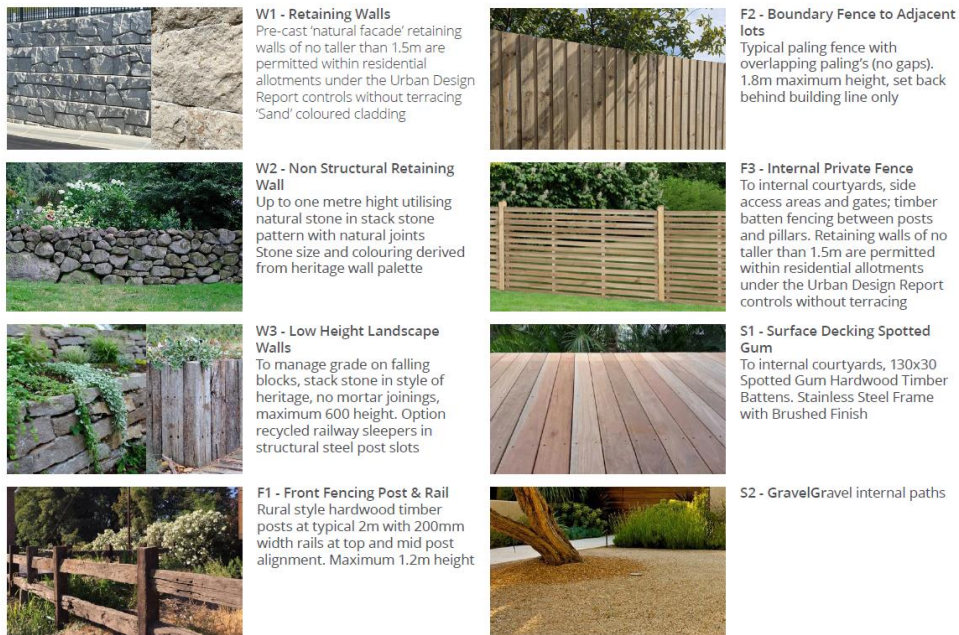 W1 - Retaining Walls
Pre-cast ‘natural facade’ retaining
walls of no taller than 1.5m are
permitted within residential
allotments under the Urban Design
Report controls without terracing
‘Sand’ coloured cladding
W2 - Non Structural Retaining
Wall
Up to one metre hight utilising
natural stone in stack stone
pattern with natural joints
Stone size and colouring derived
from heritage wall palette
W3 - Low Height Landscape
Walls
To manage grade on falling
blocks, stack stone in style of
heritage, no mortar joinings,
maximum 600 height. Option
recycled railway sleepers in
structural steel post slots
F1 - Front Fencing Post & Rail
Rural style hardwood timber
posts at typical 2m with 200mm
width rails at top and mid post
alignment. Maximum 1.2m height
F2 - Boundary Fence to Adjacent
lots
Typical paling fence with
overlapping paling’s (no gaps).
1.8m maximum height, set back
behind building line only
F3 - Internal Private Fence
To internal courtyards, side
access areas and gates; timber
batten fencing between posts
and pillars. Retaining walls of no
taller than 1.5m are permitted
within residential allotments
under the Urban Design Report
controls without terracing
S1 - Surface Decking Spotted
Gum
To internal courtyards, 130x30
Spotted Gum Hardwood Timber
Battens. Stainless Steel Frame
with Brushed Finish
S2 - GravelGravel internal paths